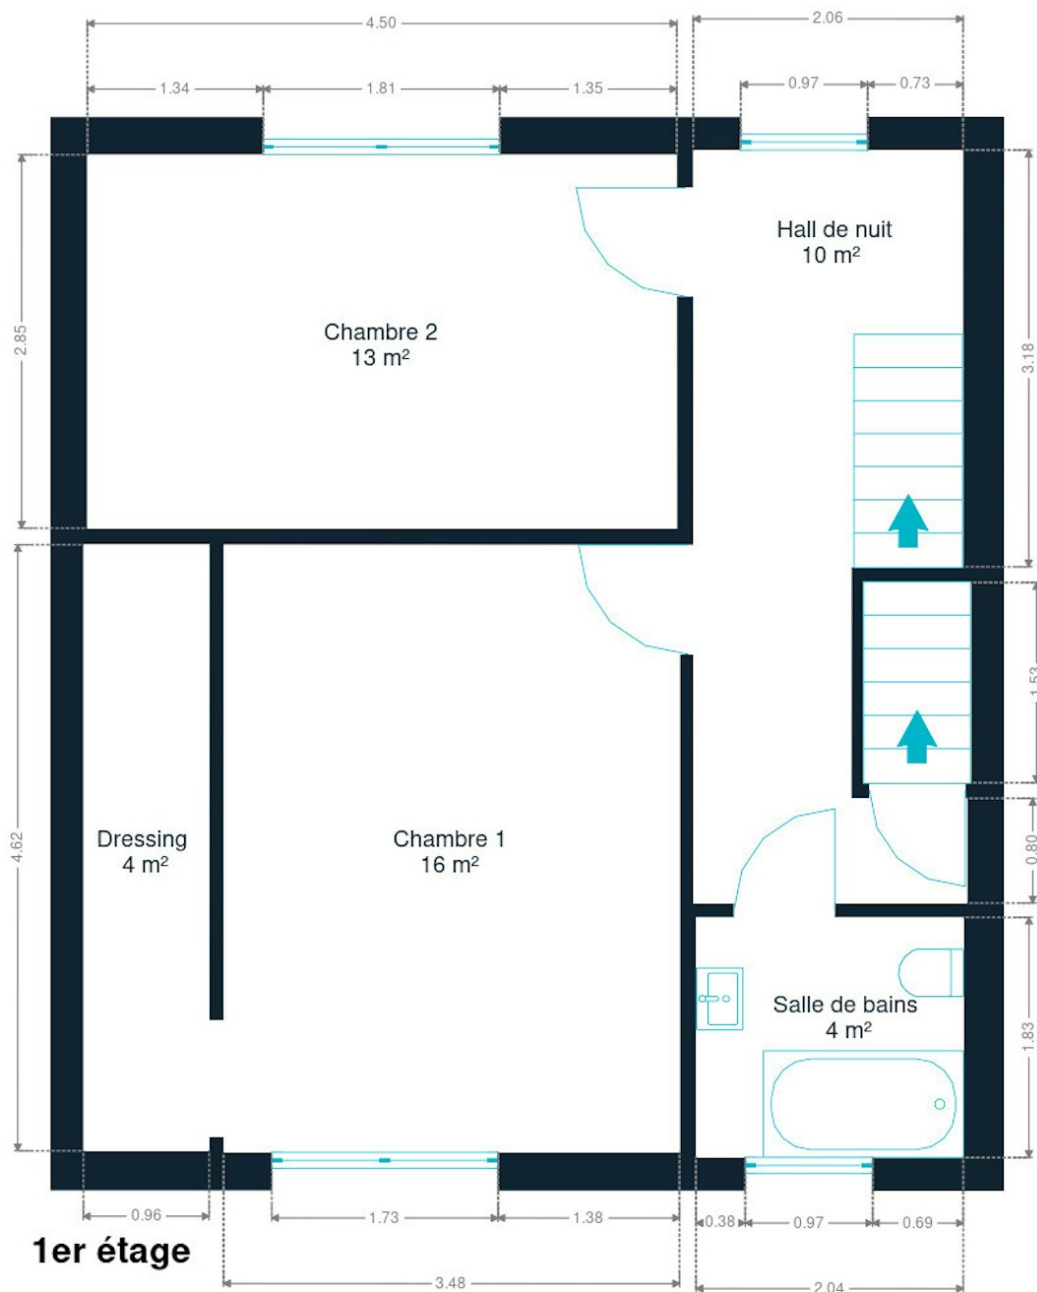 4.50
2.06
1.34
1.81
1.35
0.97
0.73
Hall de nuit
10 m²
Chambre 2
13 m²
2.85
3.18
1.53
Dressing
4 m²
Chambre 1
16 m²
4.62
0.80
Salle de bains
4 m²
1.83
0.96
1.73
1.38
0.38
0.97
0.69
1er étage
3.48
2.04